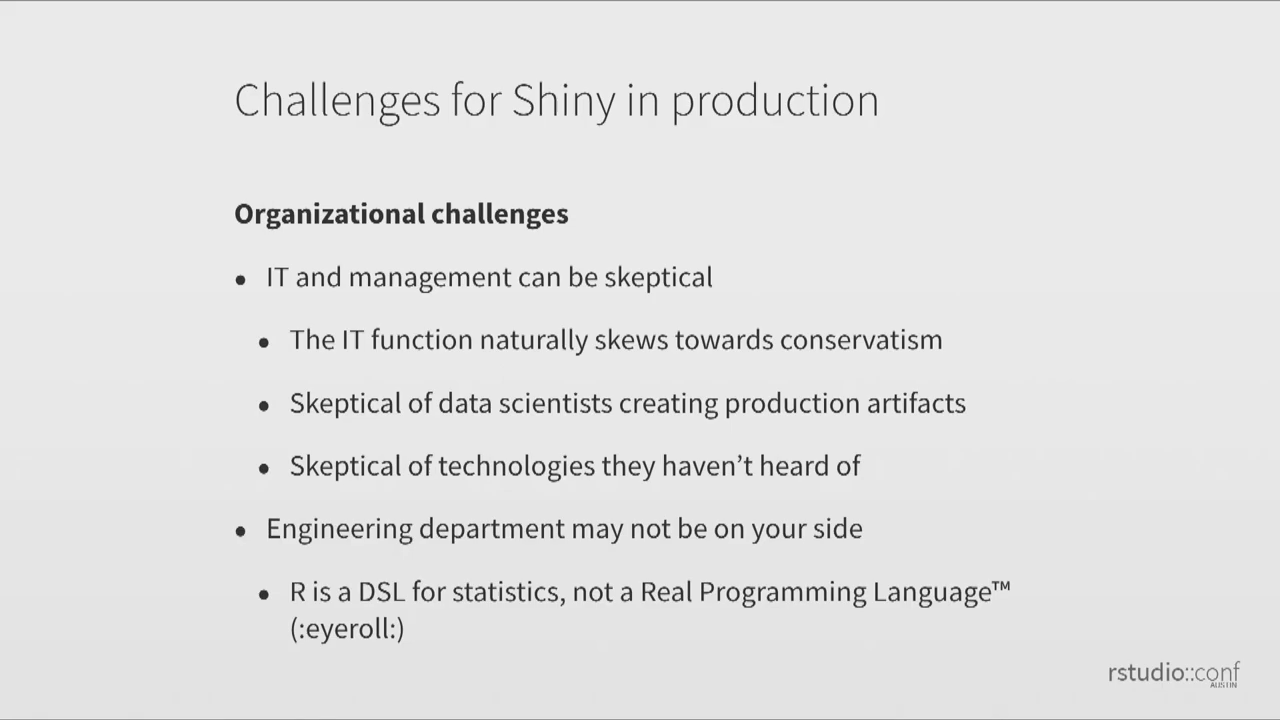 Challenges for Shiny in production
Organizational challenges
• IT and management can be skeptical
• The IT function naturally skews towards conservatism
• Skeptical of data scientists creating production artifacts
• Skeptical of technologies they haven’t heard of
• Engineering department may not be on your side
• R is a DSL for statistics, not a Real Programming Language™
(:eyeroll:)
rstudio::conf
AUSTIN